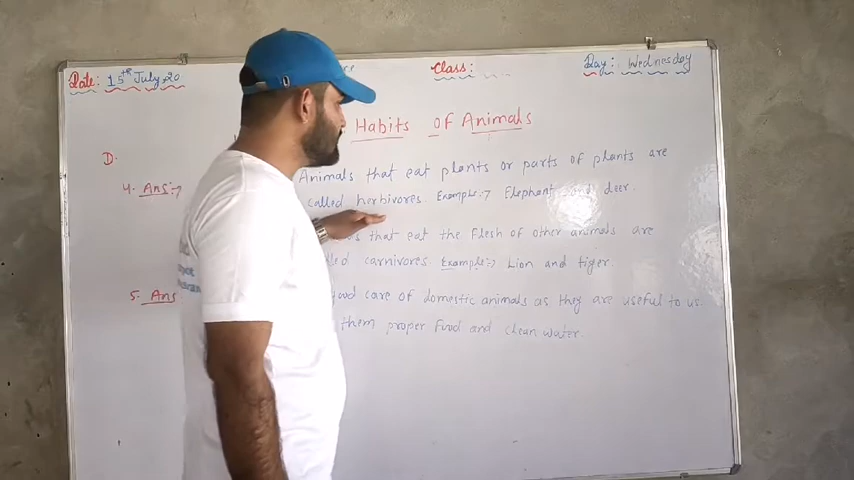 Date: 15th July, 20
Class:
Day: Wednesday
Habits of Animals
D.
4. Ans:→ Animals that eat plants or parts of plants are
called herbivores. Example:→ Elephant and deer.
that eat the flesh of other animals are
carnivores. Example:→ Lion and tiger.
5. Ans good care of domestic animals as they are useful to us.
them proper food and clean water.